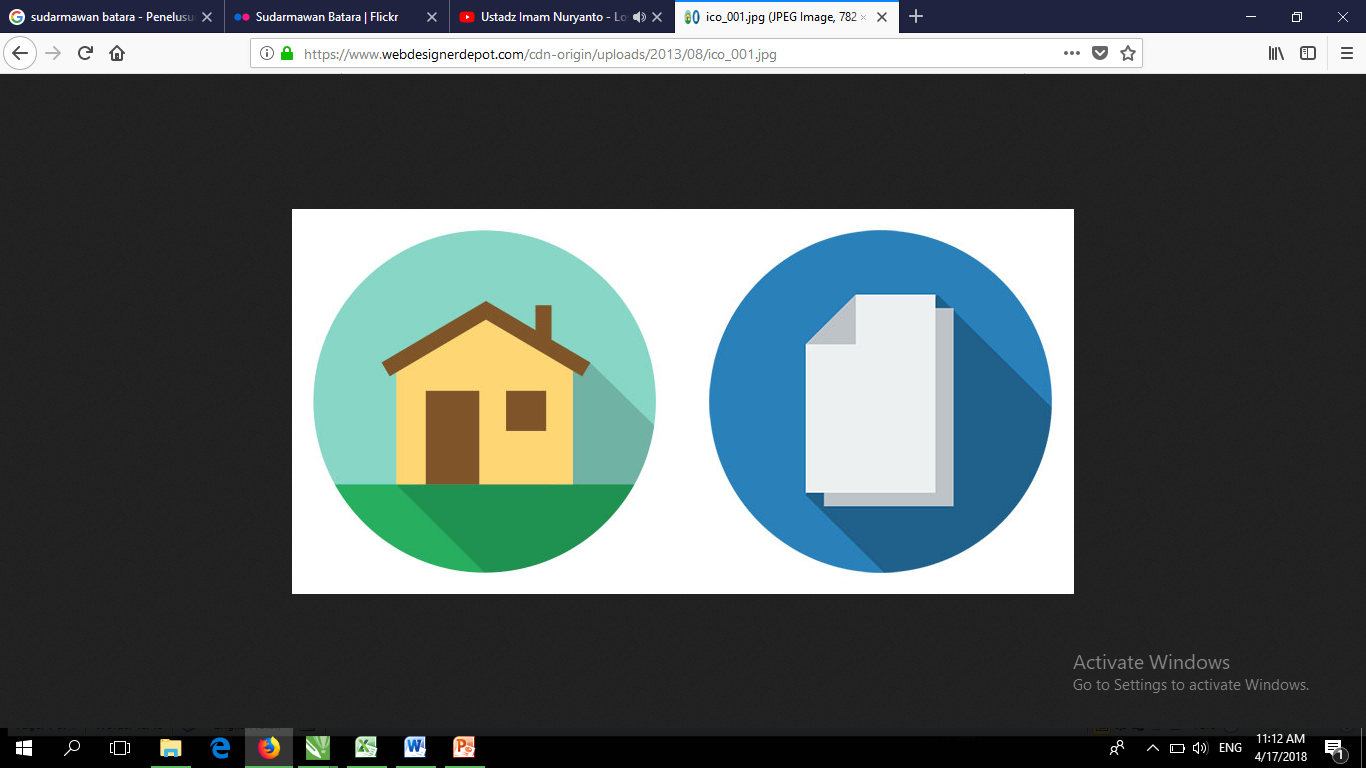 sudarmawan batara - Penelusu
Sudarmawan Batara | Flickr
Ustadz Imam Nuryanto - Lo
ico_001.jpg (JPEG Image, 782 ×
https://www.webdesignerdepot.com/cdn-origin/uploads/2013/08/ico_001.jpg
Activate Windows
Go to Settings to activate Windows.
ENG
11:12 AM
4/17/2018
1